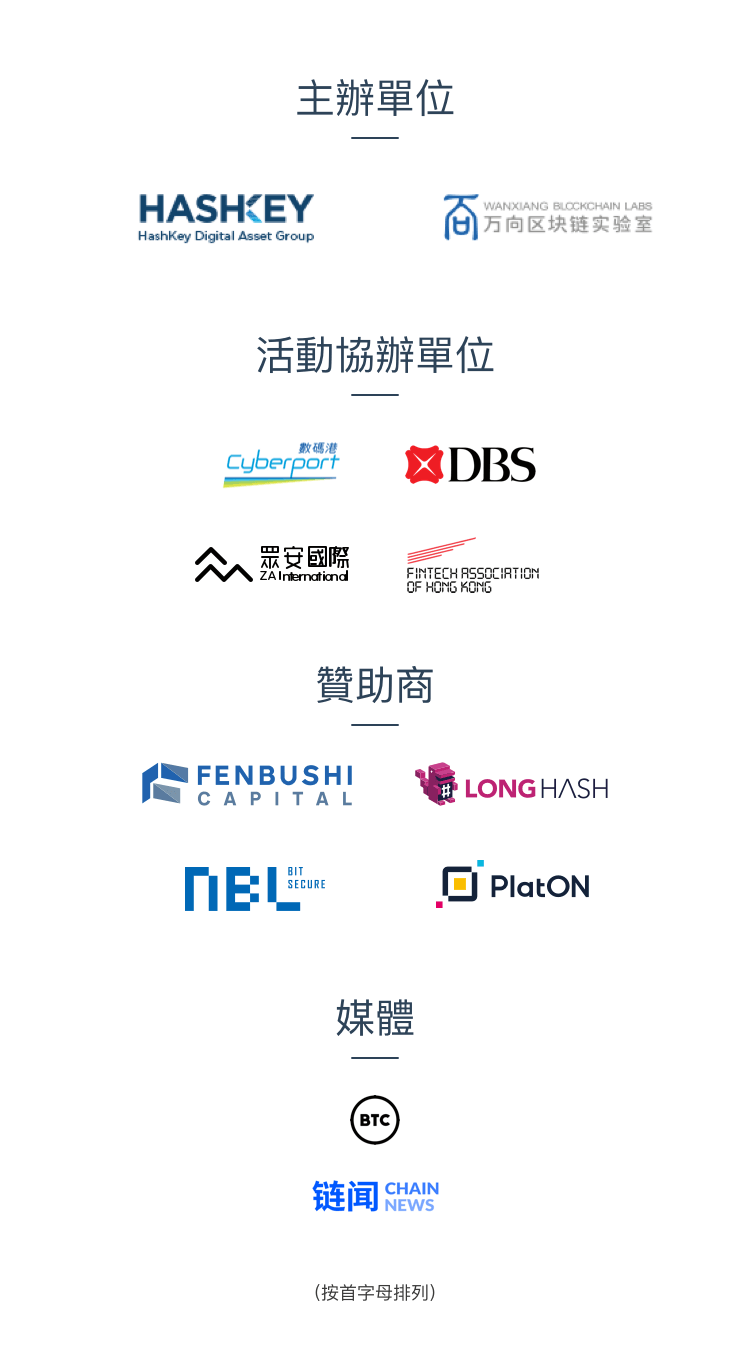 主辦單位
HASHKEY
HashKey Digital Asset Group
WANXIANG BLOCKCHAIN LABS
万向区块链实验室
活動協辦單位
數碼港
Cyberport
DBS
眾安國際
ZA International
FINTECH ASSOCIATION
OF HONG KONG
贊助商
FENBUSHI
CAPITAL
LONGHASH
NBL BIT
SECURE
PlatON
媒體
BTC
链闻 CHAIN
NEWS
(按首字母排列)